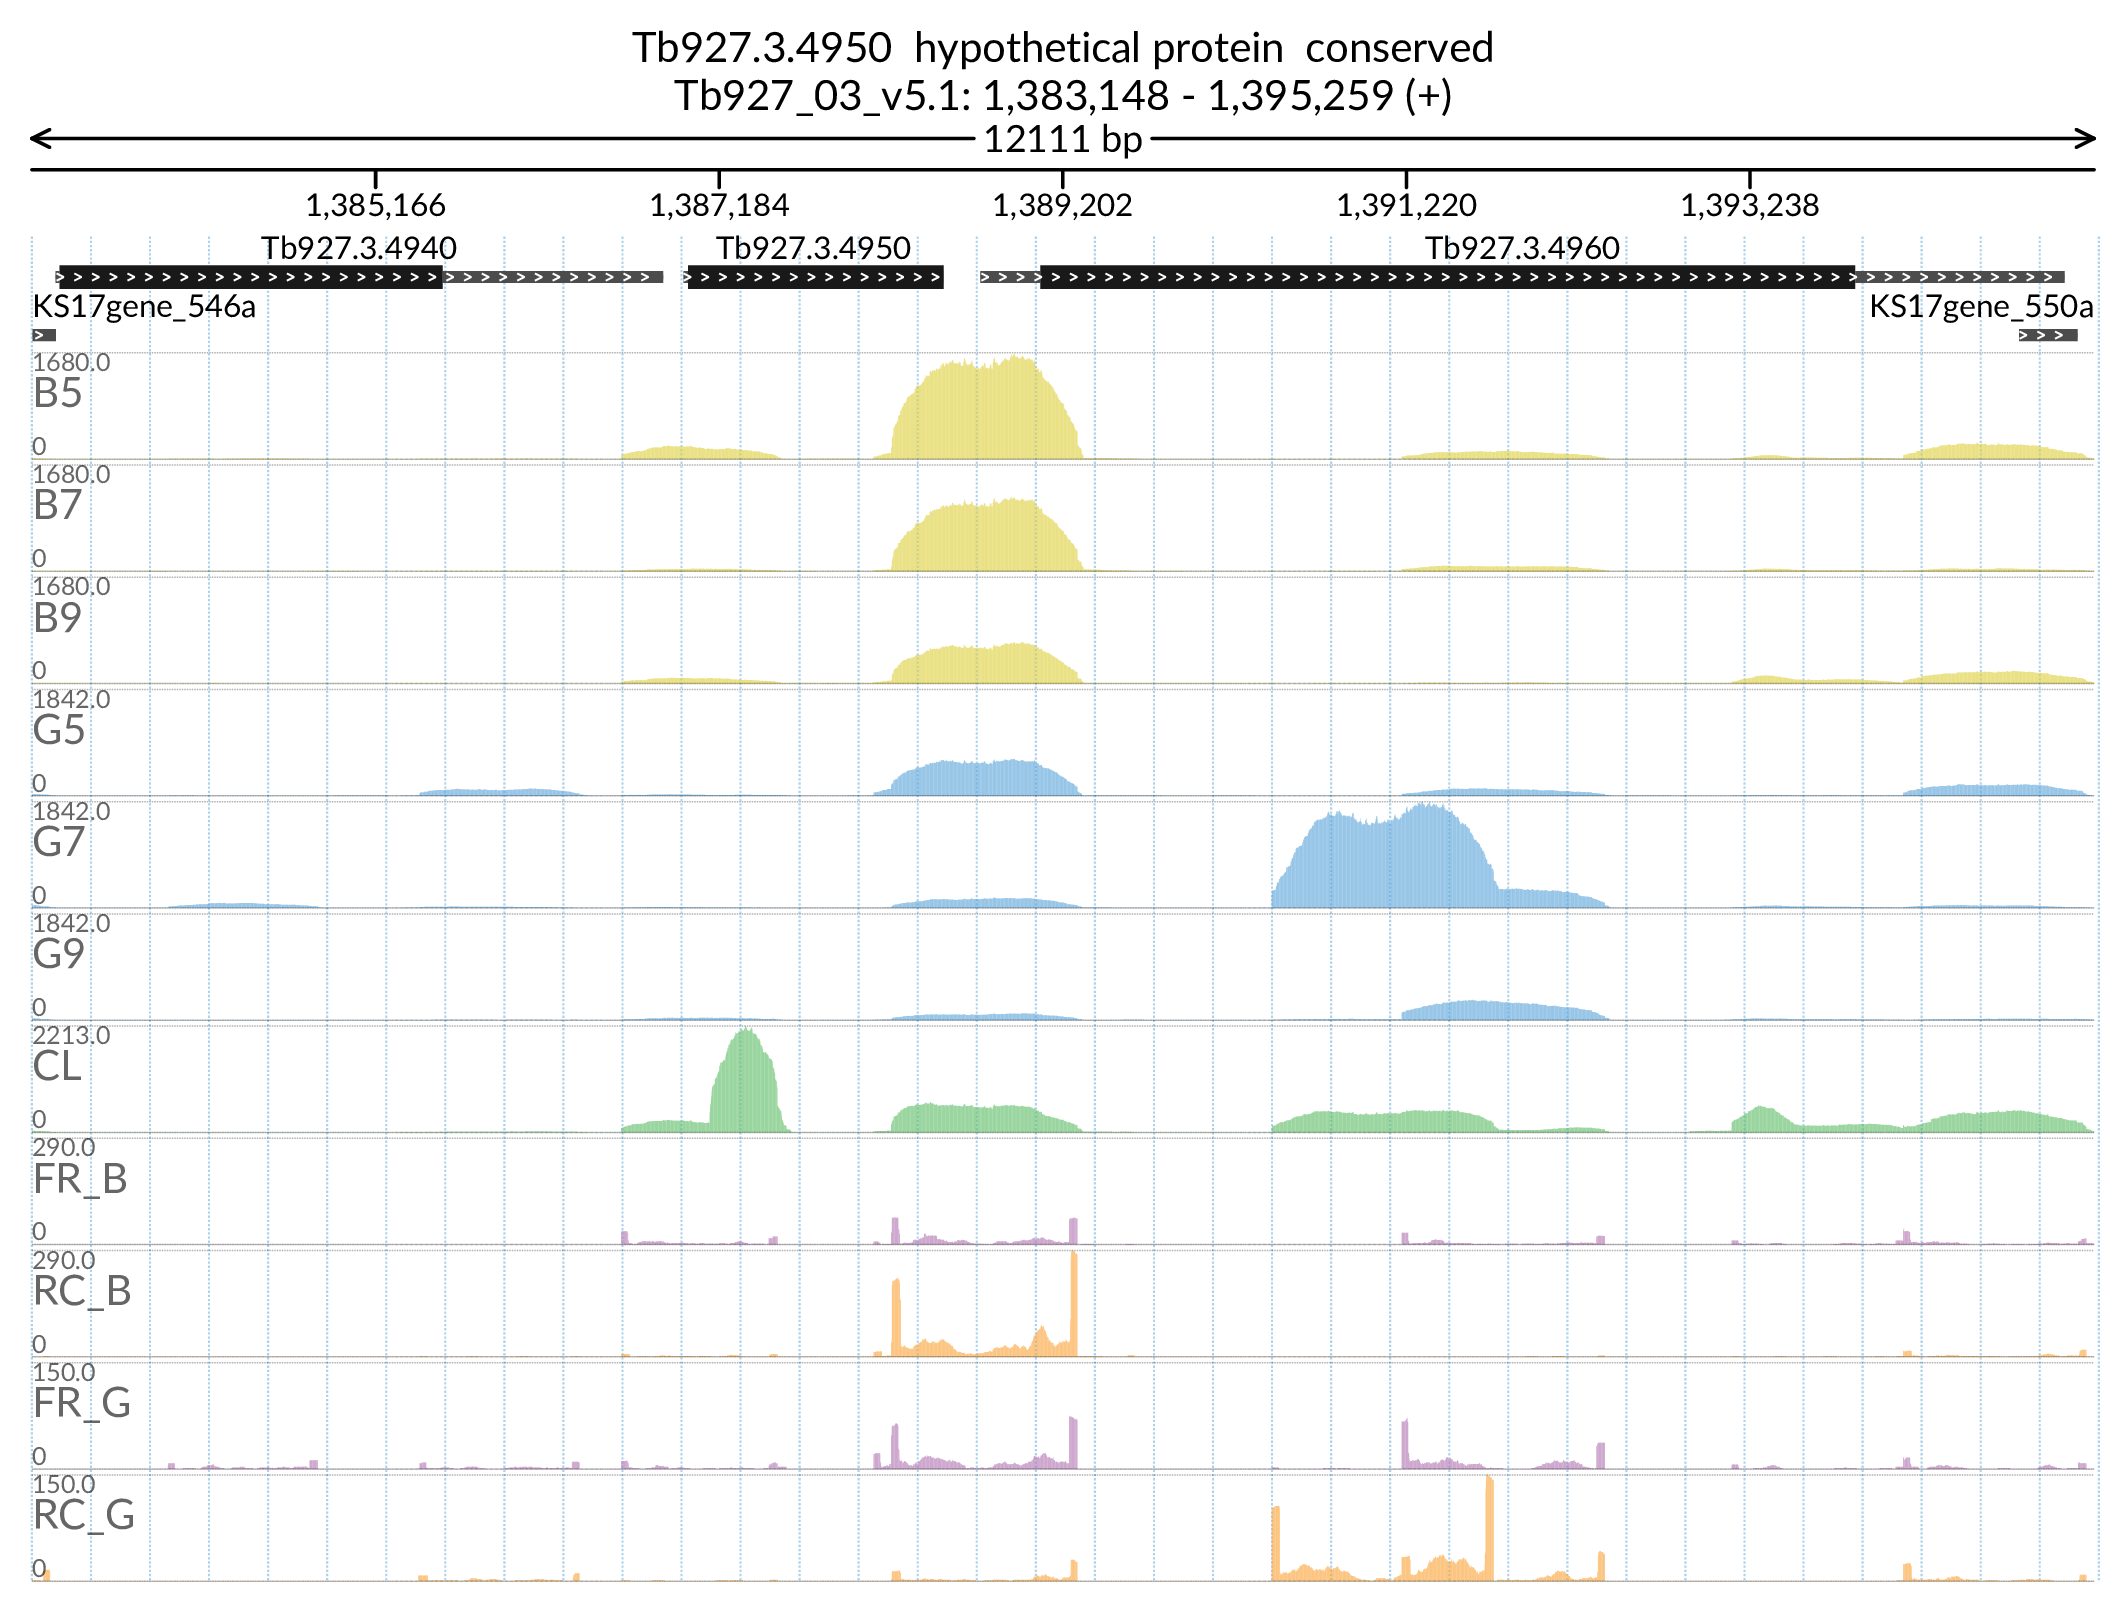 Tb927.3.4950  hypothetical protein  conserved
Tb927_03_v5.1: 1,383,148 - 1,395,259 (+)
12111 bp
1,385,166 1,387,184 1,389,202 1,391,220 1,393,238
Tb927.3.4940 Tb927.3.4950 Tb927.3.4960
KS17gene_546a KS17gene_550a
1680.0
B5
0
1680.0
B7
0
1680.0
B9
0
1842.0
G5
0
1842.0
G7
0
1842.0
G9
0
2213.0
CL
0
290.0
FR_B
0
290.0
RC_B
0
150.0
FR_G
0
150.0
RC_G
0